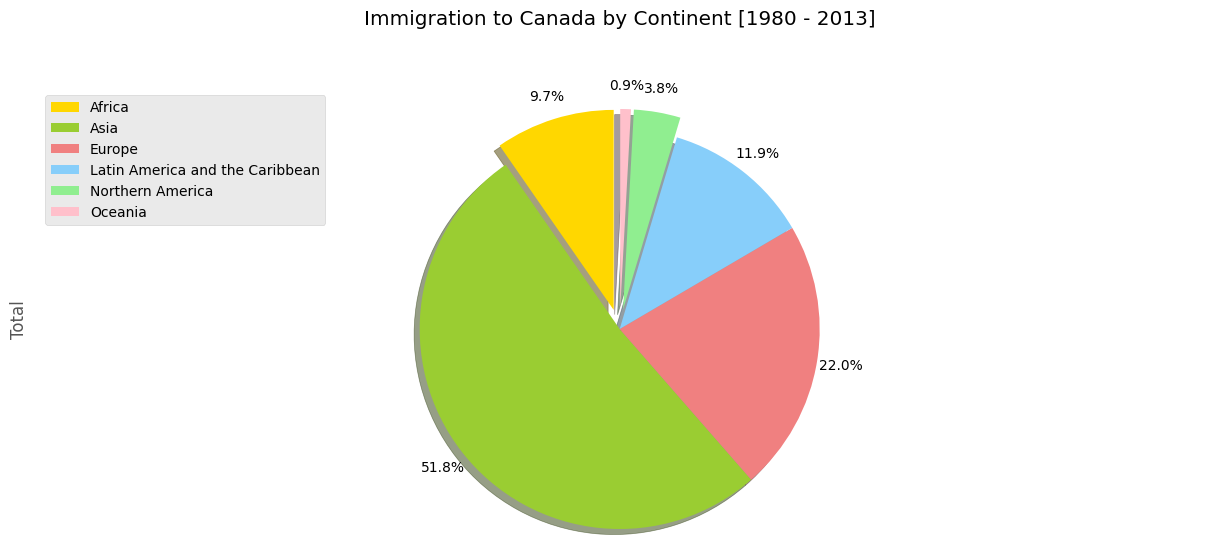 Immigration to Canada by Continent [1980 - 2013]
Africa
Asia
Europe
Latin America and the Caribbean
Northern America
Oceania
Total
9.7%
0.9%
3.8%
11.9%
22.0%
51.8%